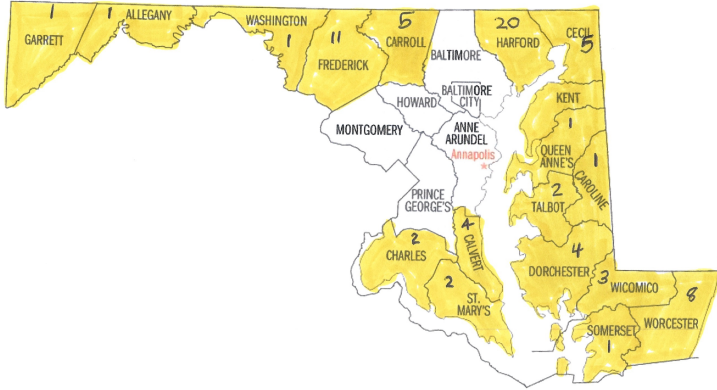 1
GARRETT
1
ALLEGANY
WASHINGTON
1
11
FREDERICK
5
CARROLL
BALTIMORE
20
HARFORD
CECIL
5
BALTIMORE
CITY
HOWARD
MONTGOMERY
ANNE
ARUNDEL
Annapolis
KENT
1
QUEEN
ANNE'S
1
CAROLINE
2
TALBOT
PRINCE
GEORGE'S
2
CHARLES
4
CALVERT
2
ST.
MARY'S
4
DORCHESTER
3
WICOMICO
8
WORCESTER
SOMERSET
1